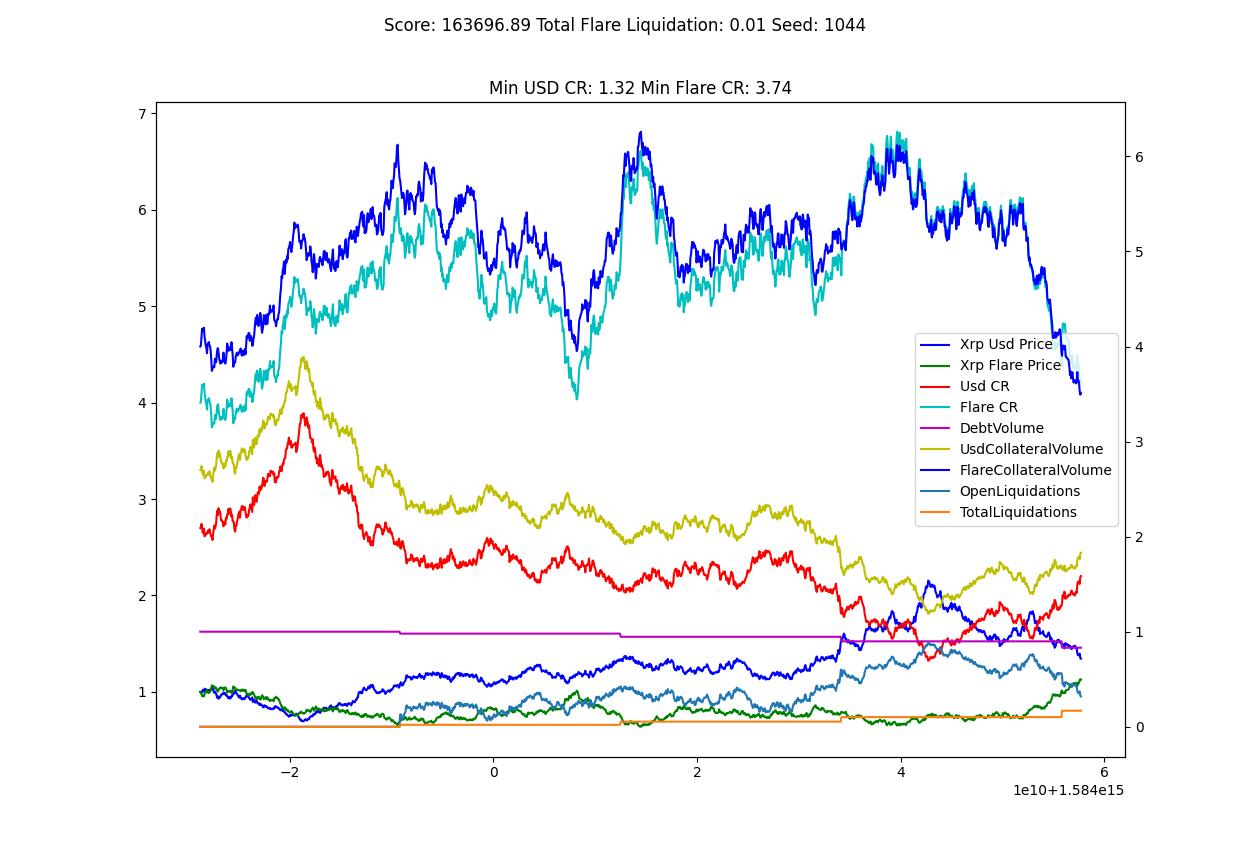 Score: 163696.89 Total Flare Liquidation: 0.01 Seed: 1044
Min USD CR: 1.32 Min Flare CR: 3.74
7
6
5
4
3
2
1
6
5
4
3
2
1
0
Xrp Usd Price
Xrp Flare Price
Usd CR
Flare CR
DebtVolume
UsdCollateralVolume
FlareCollateralVolume
OpenLiquidations
TotalLiquidations
−2 0 2 4 6
1e10+1.584e15